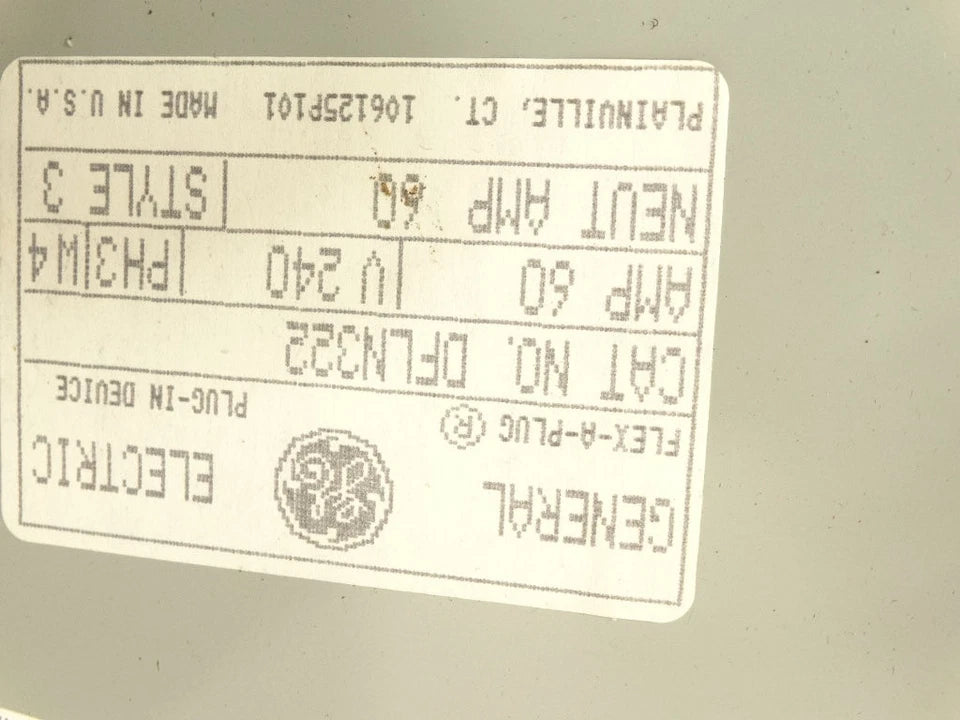 GENERAL ELECTRIC
FLEX-A-PLUG ® PLUG-IN DEVICE
CAT NO. DFLN322
AMP 60 V 240 PH3 W4
NEUT AMP 60 STYLE 3
PLAINVILLE, CT. 106125P101 MADE IN U.S.A.